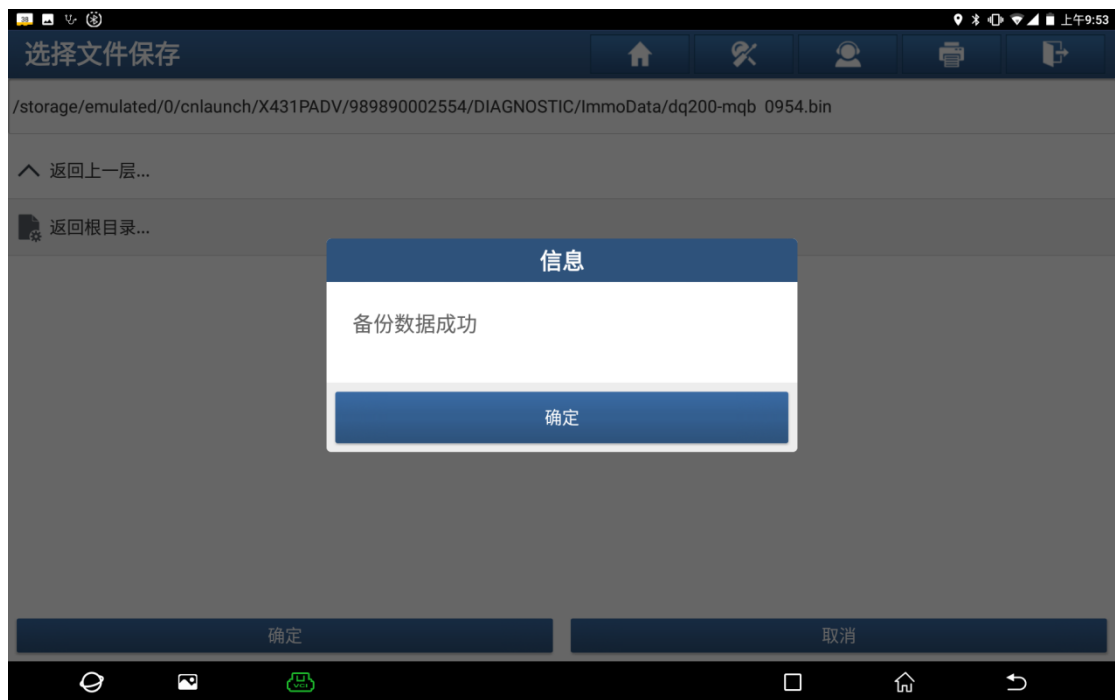 上午9:53
选择文件保存
/storage/emulated/0/cnlaunch/X431PADV/989890002554/DIAGNOSTIC/ImmoData/dq200-mqb 0954.bin
返回上一层...
返回根目录...
信息
备份数据成功
确定
确定
取消
VCI